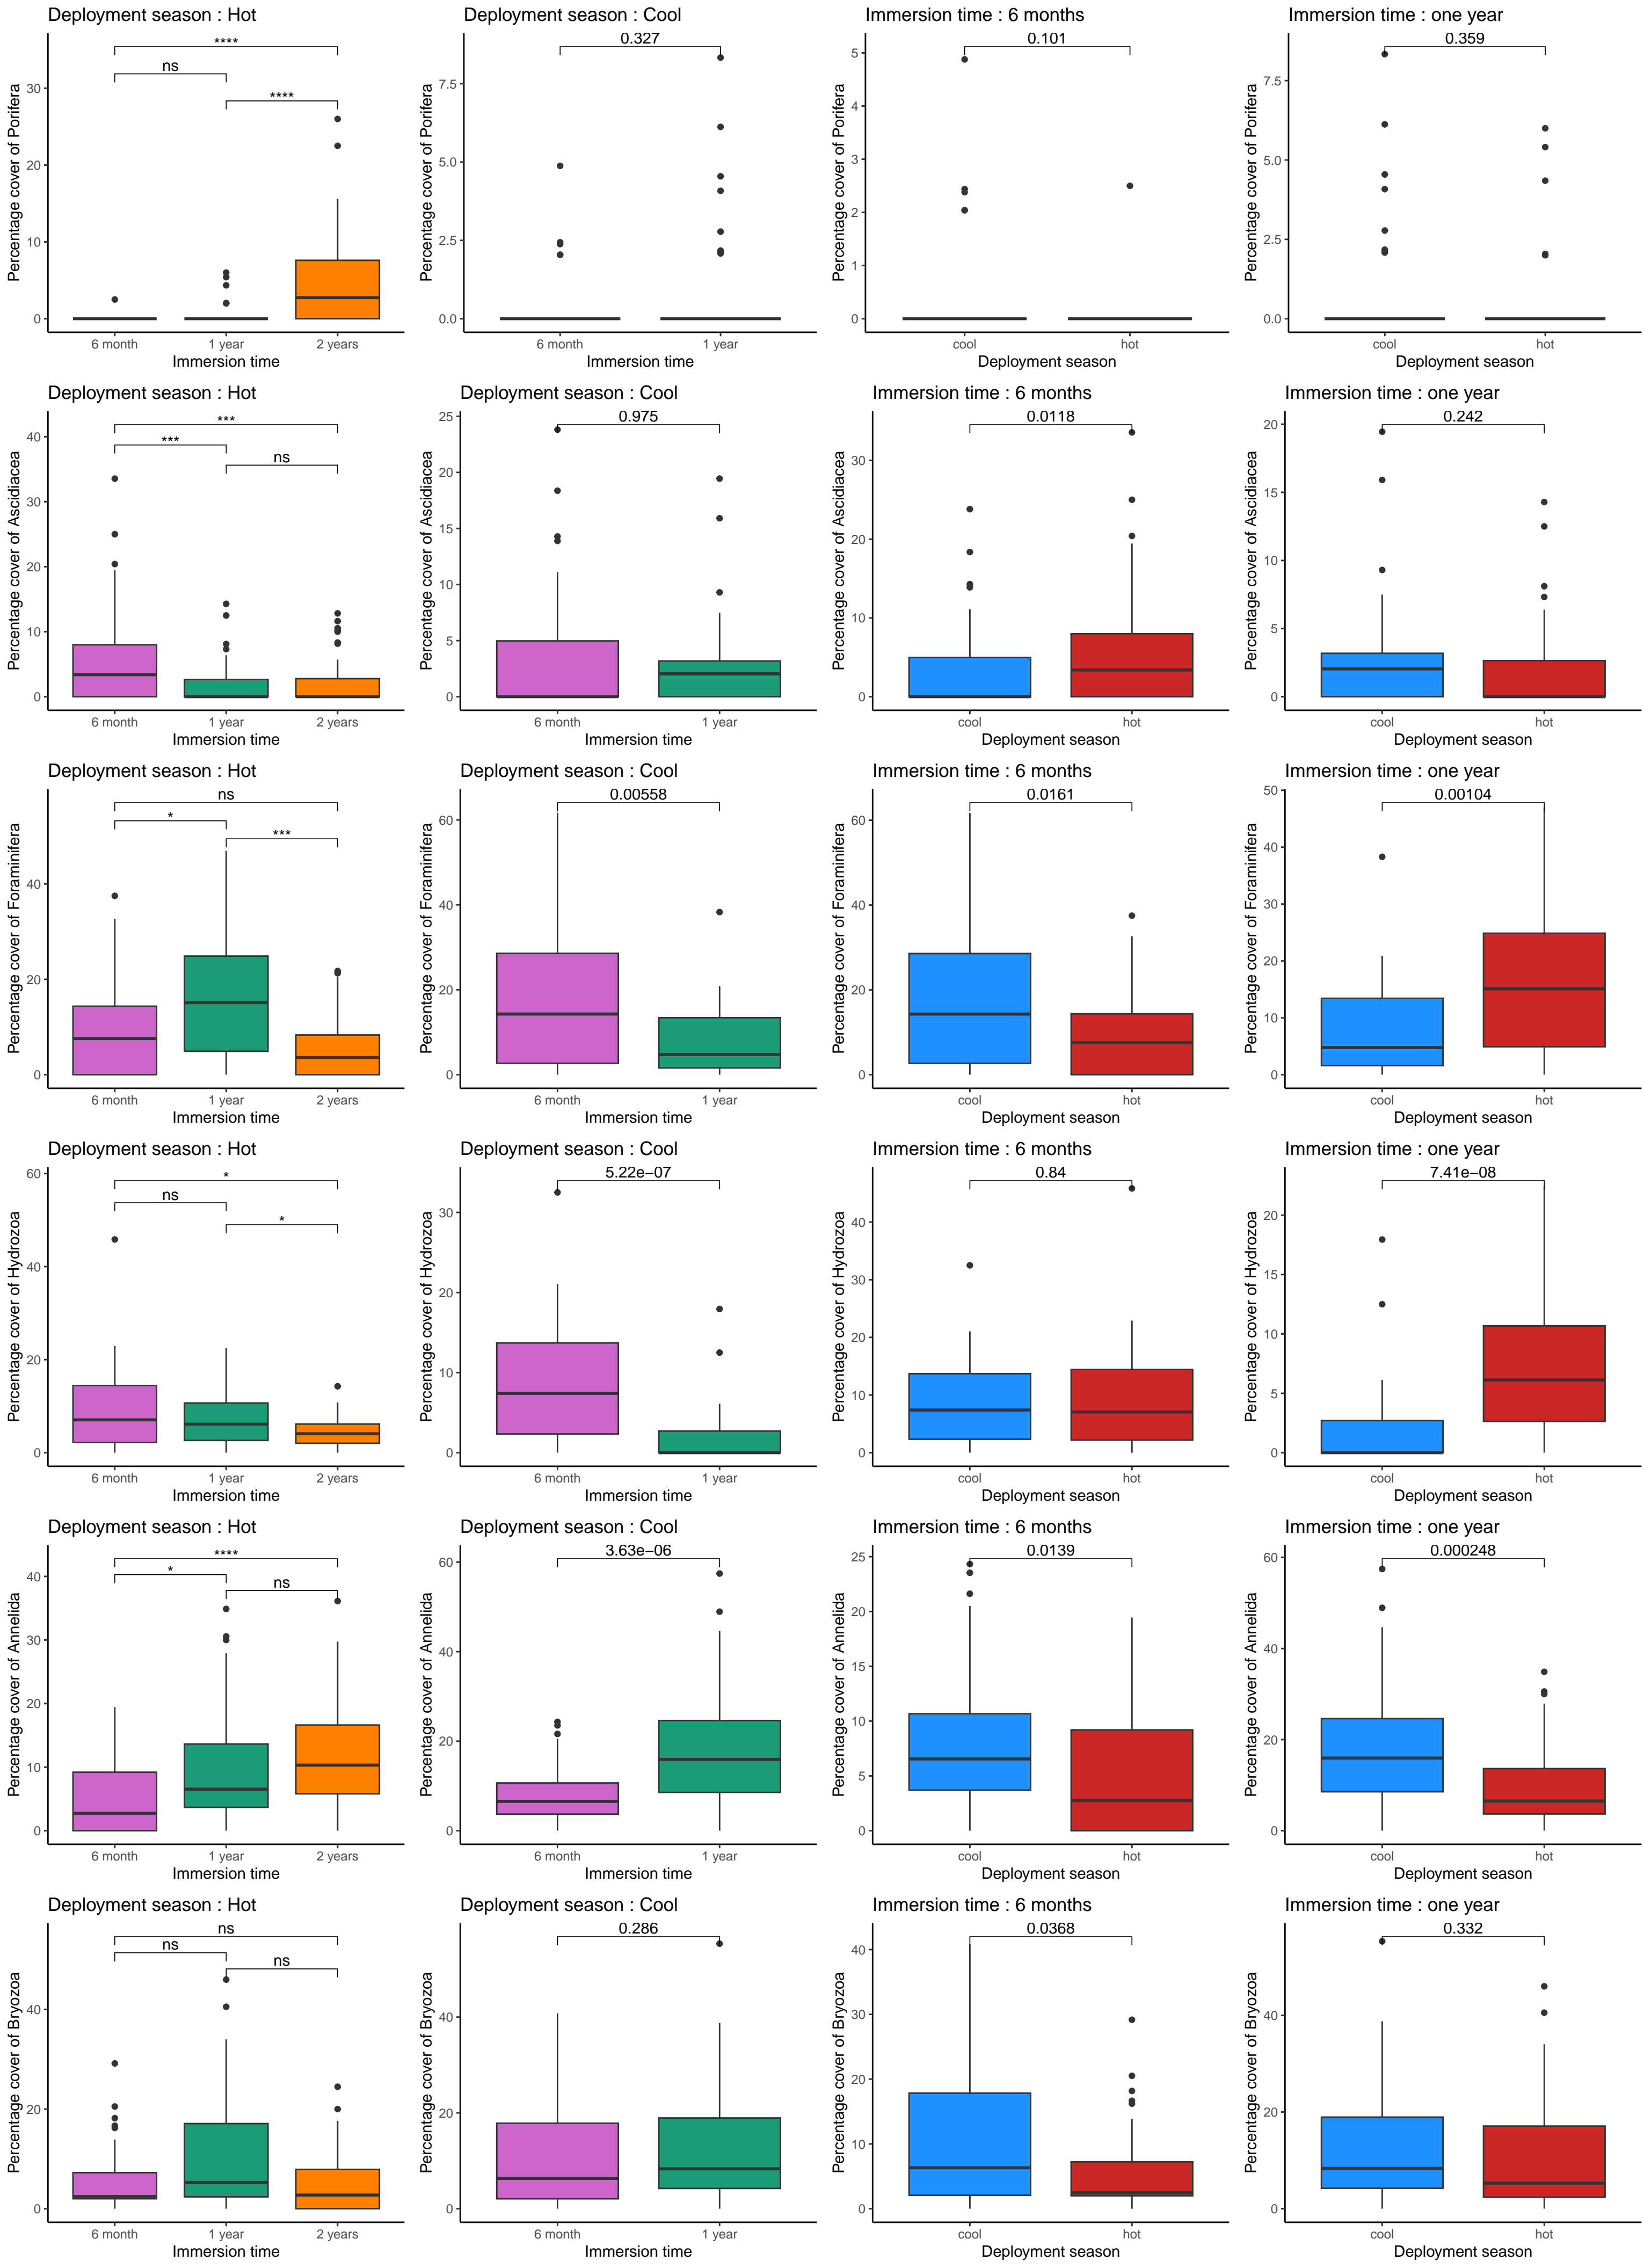 Deployment season : Hot
Percentage cover of Porifera
30
20
10
0
****
ns
****
6 month 1 year 2 years
Immersion time
Deployment season : Cool
Percentage cover of Porifera
7.5
5.0
2.5
0.0
0.327
6 month 1 year
Immersion time
Immersion time : 6 months
Percentage cover of Porifera
5
4
3
2
1
0
0.101
cool hot
Deployment season
Immersion time : one year
Percentage cover of Porifera
7.5
5.0
2.5
0.0
0.359
cool hot
Deployment season
Deployment season : Hot
Percentage cover of Ascidiacea
40
30
20
10
0
***
***
ns
6 month 1 year 2 years
Immersion time
Deployment season : Cool
Percentage cover of Ascidiacea
25
20
15
10
5
0
0.975
6 month 1 year
Immersion time
Immersion time : 6 months
Percentage cover of Ascidiacea
30
20
10
0
0.0118
cool hot
Deployment season
Immersion time : one year
Percentage cover of Ascidiacea
20
15
10
5
0
0.242
cool hot
Deployment season
Deployment season : Hot
Percentage cover of Foraminifera
40
20
0
ns
*
***
6 month 1 year 2 years
Immersion time
Deployment season : Cool
Percentage cover of Foraminifera
60
40
20
0
0.00558
6 month 1 year
Immersion time
Immersion time : 6 months
Percentage cover of Foraminifera
60
40
20
0
0.0161
cool hot
Deployment season
Immersion time : one year
Percentage cover of Foraminifera
50
40
30
20
10
0
0.00104
cool hot
Deployment season
Deployment season : Hot
Percentage cover of Hydrozoa
60
40
20
0
*
ns
*
6 month 1 year 2 years
Immersion time
Deployment season : Cool
Percentage cover of Hydrozoa
30
20
10
0
5.22e−07
6 month 1 year
Immersion time
Immersion time : 6 months
Percentage cover of Hydrozoa
40
30
20
10
0
0.84
cool hot
Deployment season
Immersion time : one year
Percentage cover of Hydrozoa
20
15
10
5
0
7.41e−08
cool hot
Deployment season
Deployment season : Hot
Percentage cover of Annelida
40
30
20
10
0
****
*
ns
6 month 1 year 2 years
Immersion time
Deployment season : Cool
Percentage cover of Annelida
60
40
20
0
3.63e−06
6 month 1 year
Immersion time
Immersion time : 6 months
Percentage cover of Annelida
25
20
15
10
5
0
0.0139
cool hot
Deployment season
Immersion time : one year
Percentage cover of Annelida
60
40
20
0
0.000248
cool hot
Deployment season
Deployment season : Hot
Percentage cover of Bryozoa
40
20
0
ns
ns
ns
6 month 1 year 2 years
Immersion time
Deployment season : Cool
Percentage cover of Bryozoa
40
20
0
0.286
6 month 1 year
Immersion time
Immersion time : 6 months
Percentage cover of Bryozoa
40
30
20
10
0
0.0368
cool hot
Deployment season
Immersion time : one year
Percentage cover of Bryozoa
40
20
0
0.332
cool hot
Deployment season